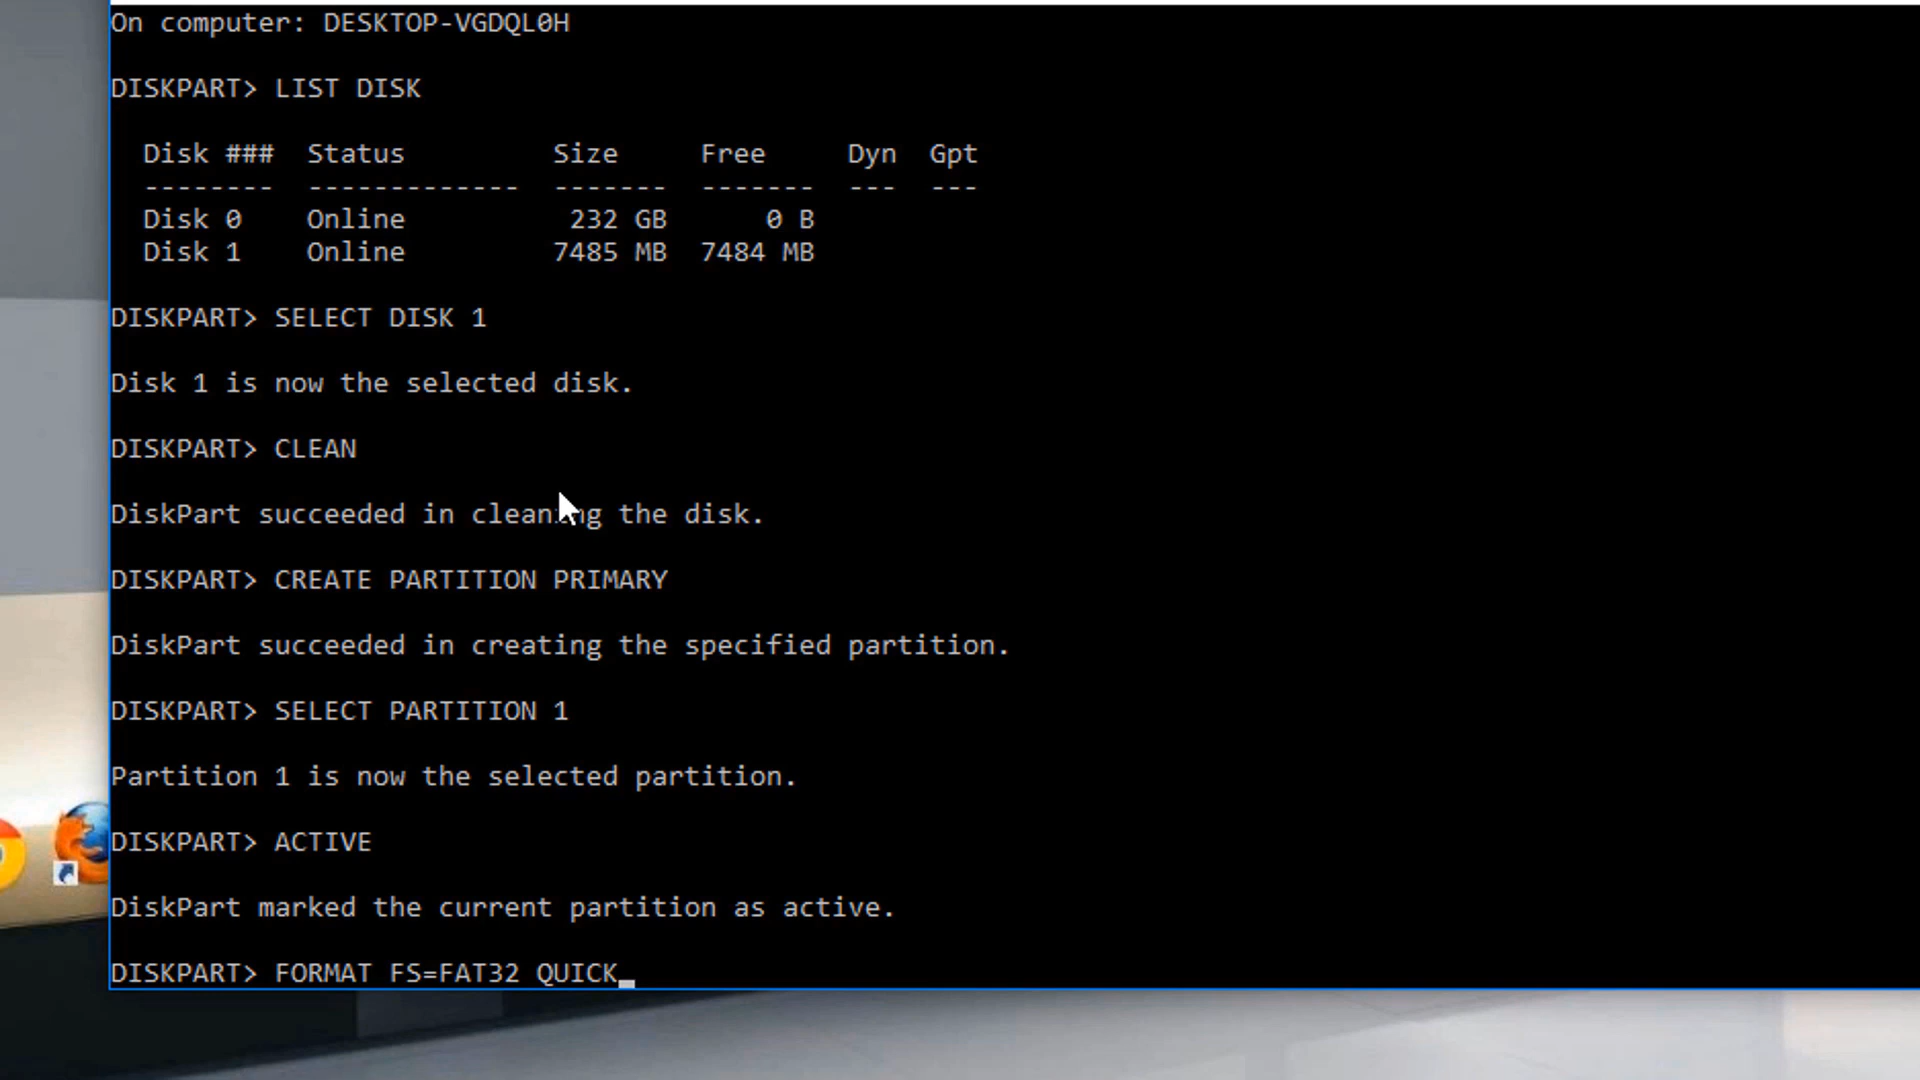 On computer: DESKTOP-VGDQL0H
DISKPART> LIST DISK
Disk ### Status Size Free Dyn Gpt
-------- ------------- ------- ------- --- ---
Disk 0 Online 232 GB 0 B
Disk 1 Online 7485 MB 7484 MB
DISKPART> SELECT DISK 1
Disk 1 is now the selected disk.
DISKPART> CLEAN
DiskPart succeeded in cleaning the disk.
DISKPART> CREATE PARTITION PRIMARY
DiskPart succeeded in creating the specified partition.
DISKPART> SELECT PARTITION 1
Partition 1 is now the selected partition.
DISKPART> ACTIVE
DiskPart marked the current partition as active.
DISKPART> FORMAT FS=FAT32 QUICK